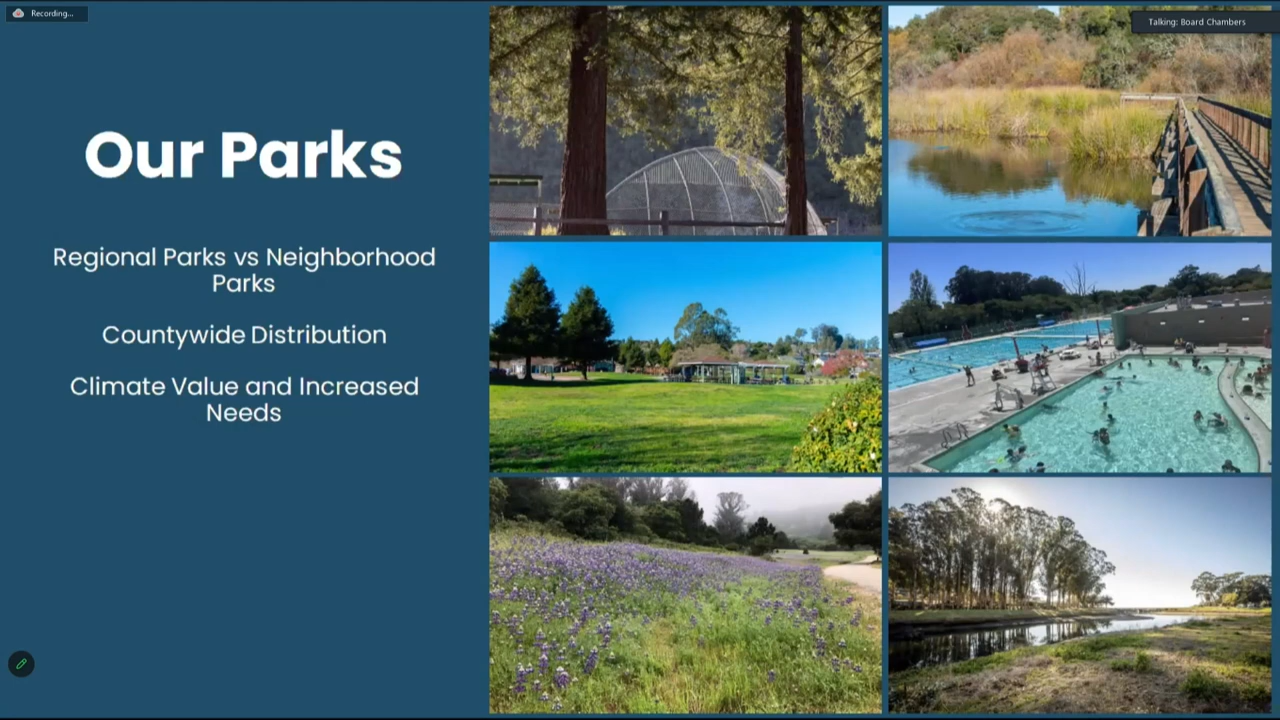 Recording...
Talking: Board Chambers
Our Parks
Regional Parks vs Neighborhood
Parks
Countywide Distribution
Climate Value and Increased
Needs